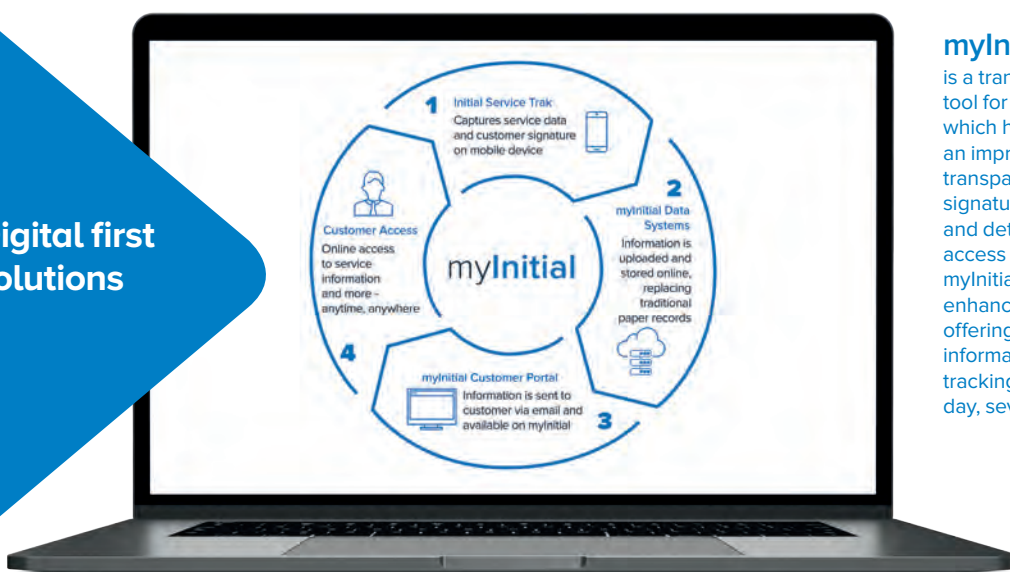 igital first
olutions
1
Initial Service Trak
Captures service data
and customer signature
on mobile device
2
myInitial Data
Systems
Information is
uploaded and
stored online,
replacing
traditional
paper records
3
myInitial Customer Portal
Information is sent to
customer via email and
available on myInitial
4
Customer Access
Online access
to service
information
and more -
anytime, anywhere
myInitial
myIn
is a tran
tool for
which h
an impr
transpa
signatu
and det
access
myInitia
enhanc
offering
informa
tracking
day, sev